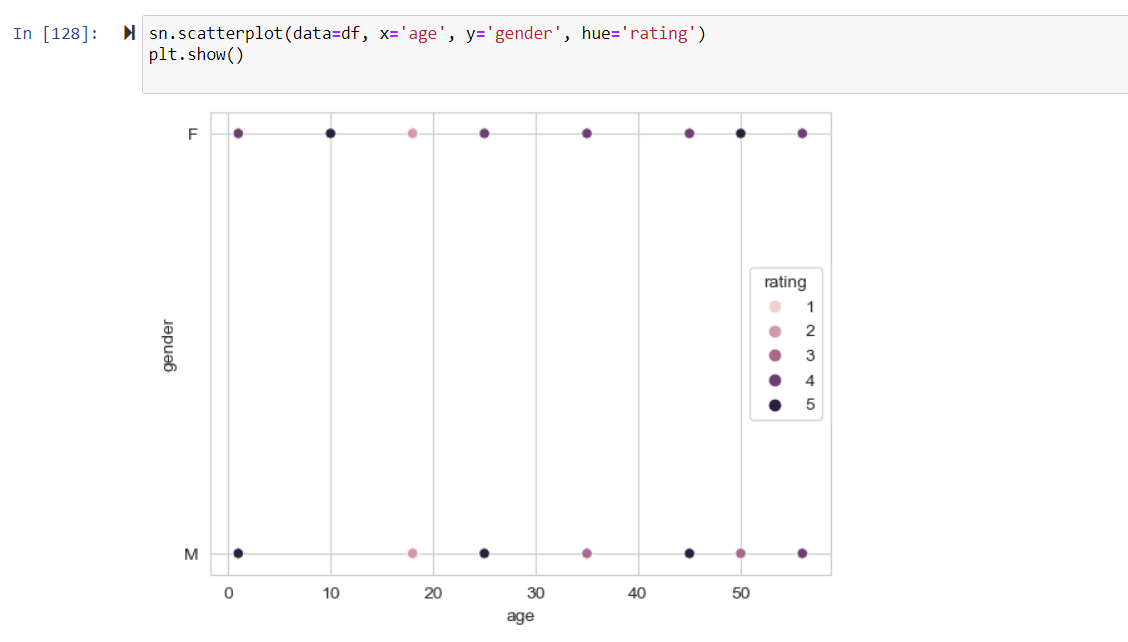 In [128]:
sn.scatterplot(data=df, x='age', y='gender', hue='rating')
plt.show()
F
gender
rating
1
2
3
4
5
M
0 10 20 30 40 50
age